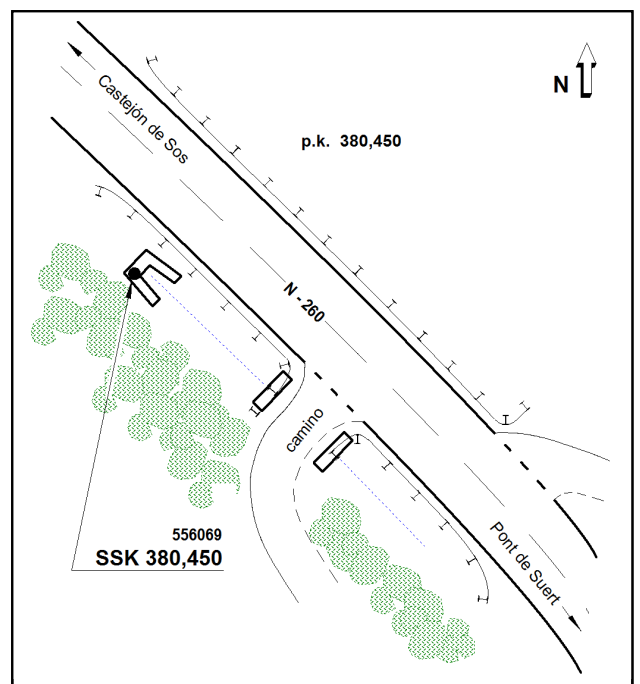 N
Castejón de Sos
p.k. 380,450
N - 260
camino
556069
SSK 380,450
Pont de Suert